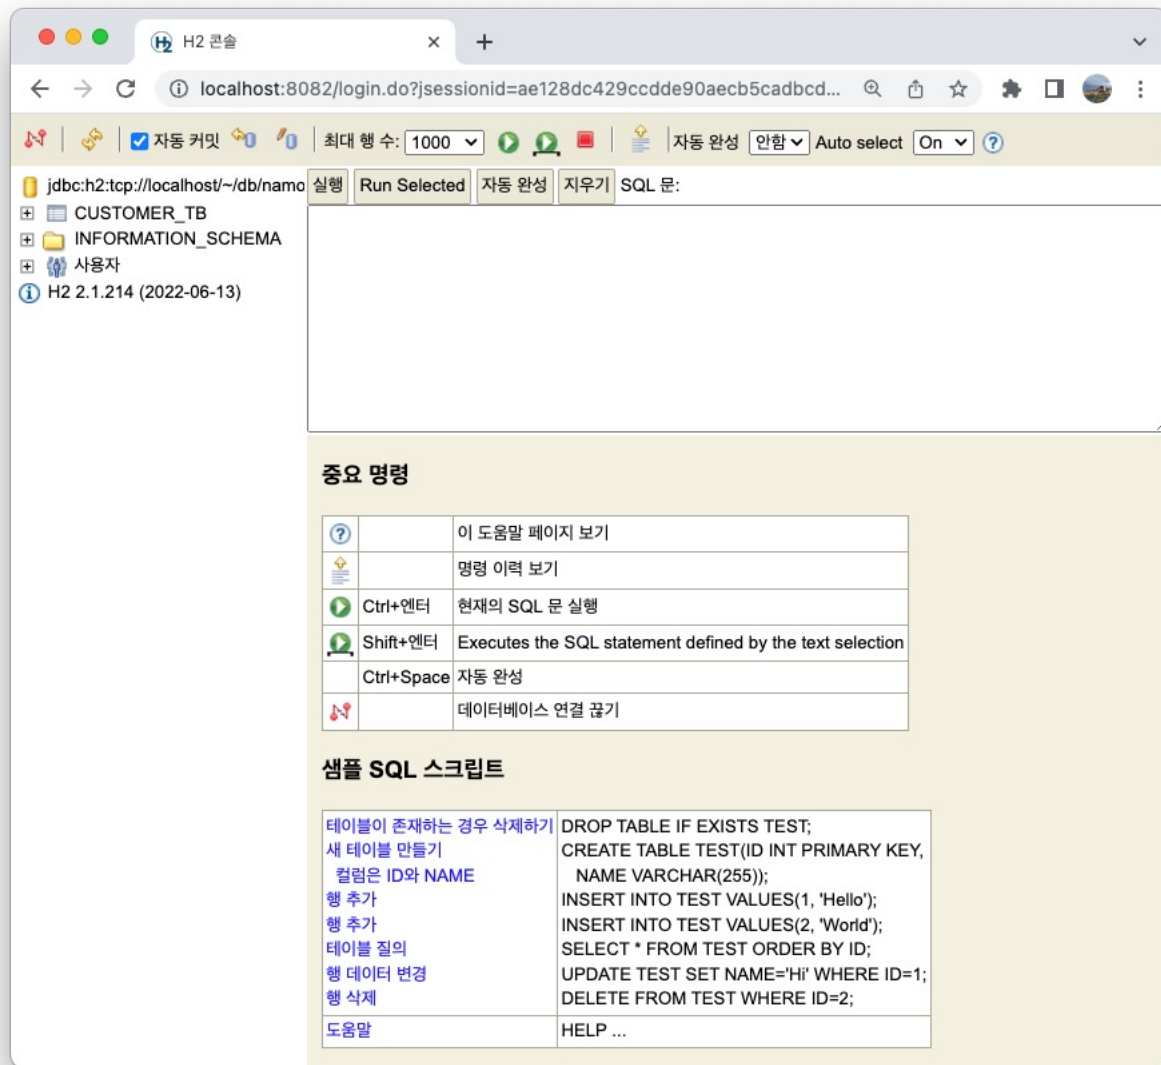 H2 콘솔
localhost:8082/login.do?jsessionid=ae128dc429ccdde90aecb5cadbcd...
자동 커밋 최대 행 수: 1000 자동 완성 안함 Auto select On
jdbc:h2:tcp://localhost/~/db/namo
CUSTOMER_TB
INFORMATION_SCHEMA
사용자
H2 2.1.214 (2022-06-13)
실행 Run Selected 자동 완성 지우기 SQL 문:
중요 명령
이 도움말 페이지 보기
명령 이력 보기
Ctrl+엔터 현재의 SQL 문 실행
Shift+엔터 Executes the SQL statement defined by the text selection
Ctrl+Space 자동 완성
데이터베이스 연결 끊기
샘플 SQL 스크립트
테이블이 존재하는 경우 삭제하기 DROP TABLE IF EXISTS TEST;
새 테이블 만들기 CREATE TABLE TEST(ID INT PRIMARY KEY,
컬럼은 ID와 NAME NAME VARCHAR(255));
행 추가 INSERT INTO TEST VALUES(1, 'Hello');
행 추가 INSERT INTO TEST VALUES(2, 'World');
테이블 질의 SELECT * FROM TEST ORDER BY ID;
행 데이터 변경 UPDATE TEST SET NAME='Hi' WHERE ID=1;
행 삭제 DELETE FROM TEST WHERE ID=2;
도움말 HELP ...